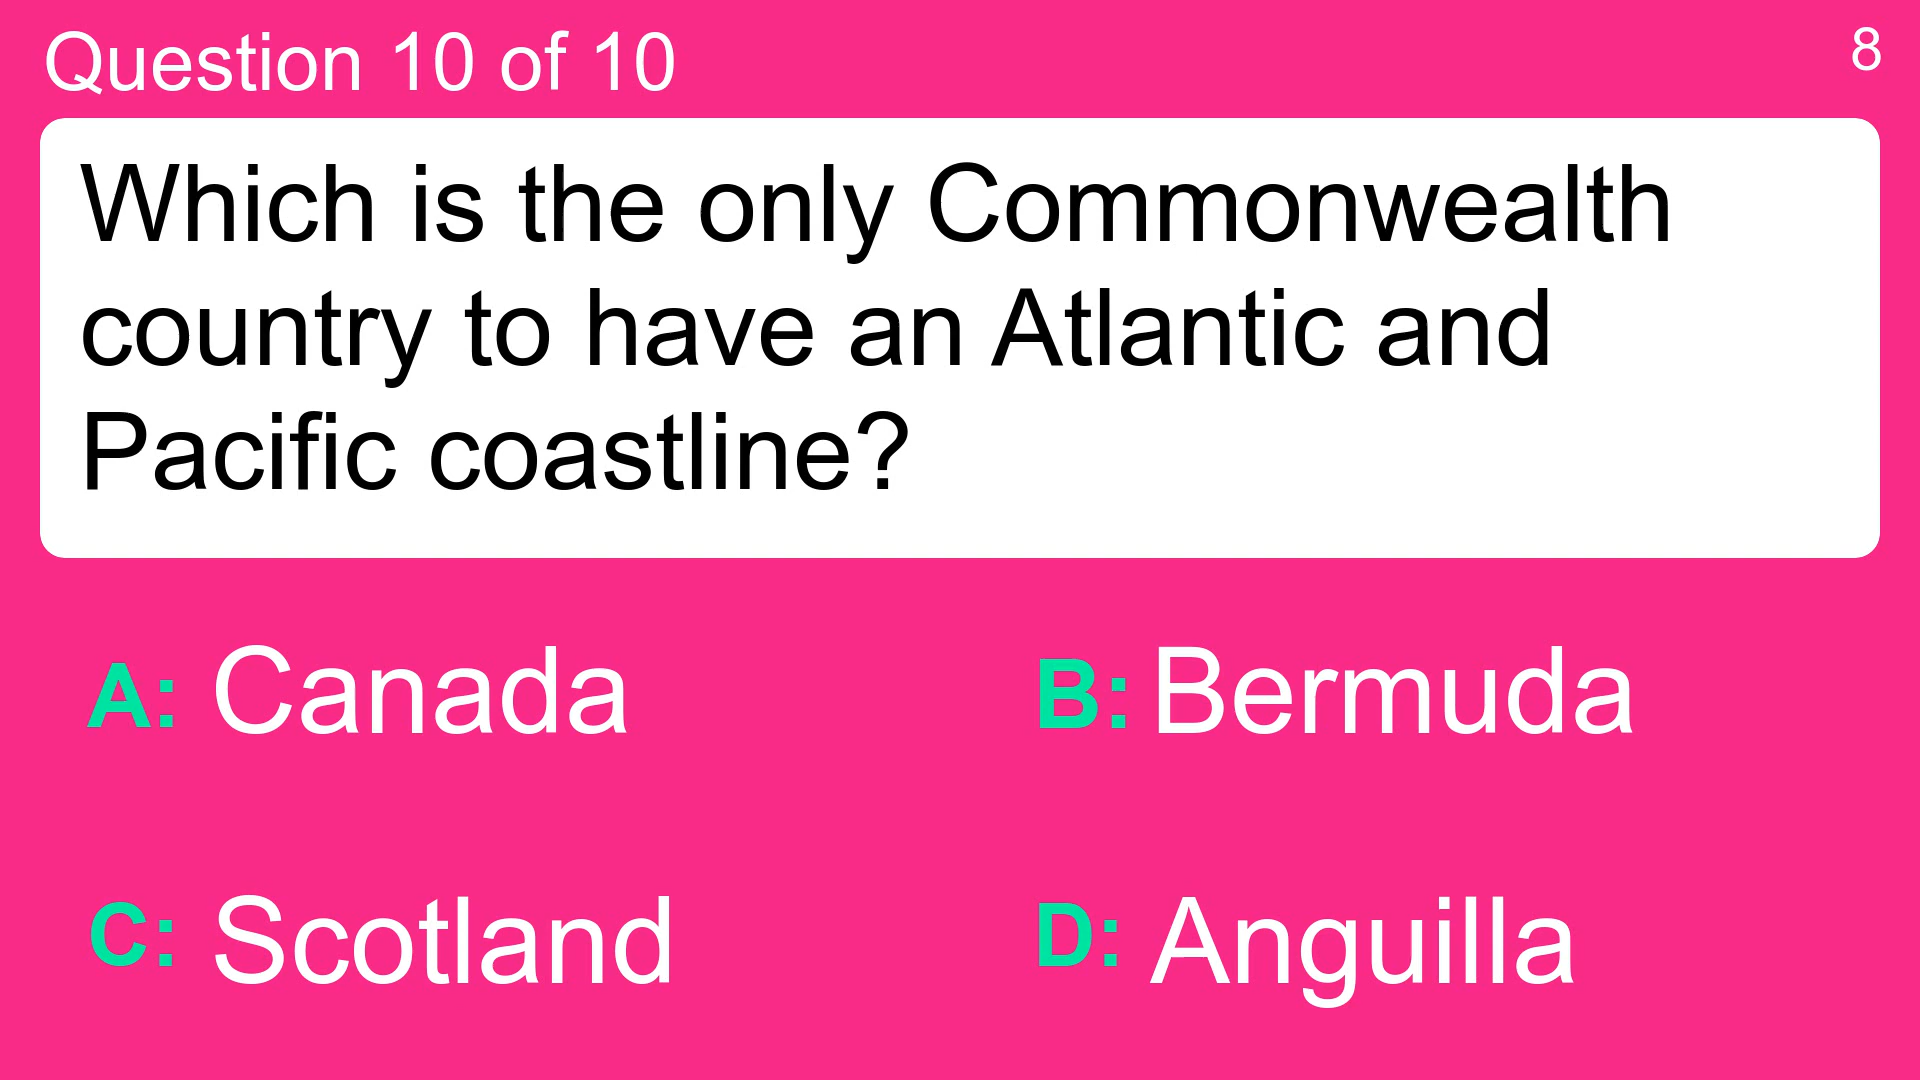 Question 10 of 10
8
Which is the only Commonwealth
country to have an Atlantic and
Pacific coastline?
A: Canada
B: Bermuda
C: Scotland
D: Anguilla